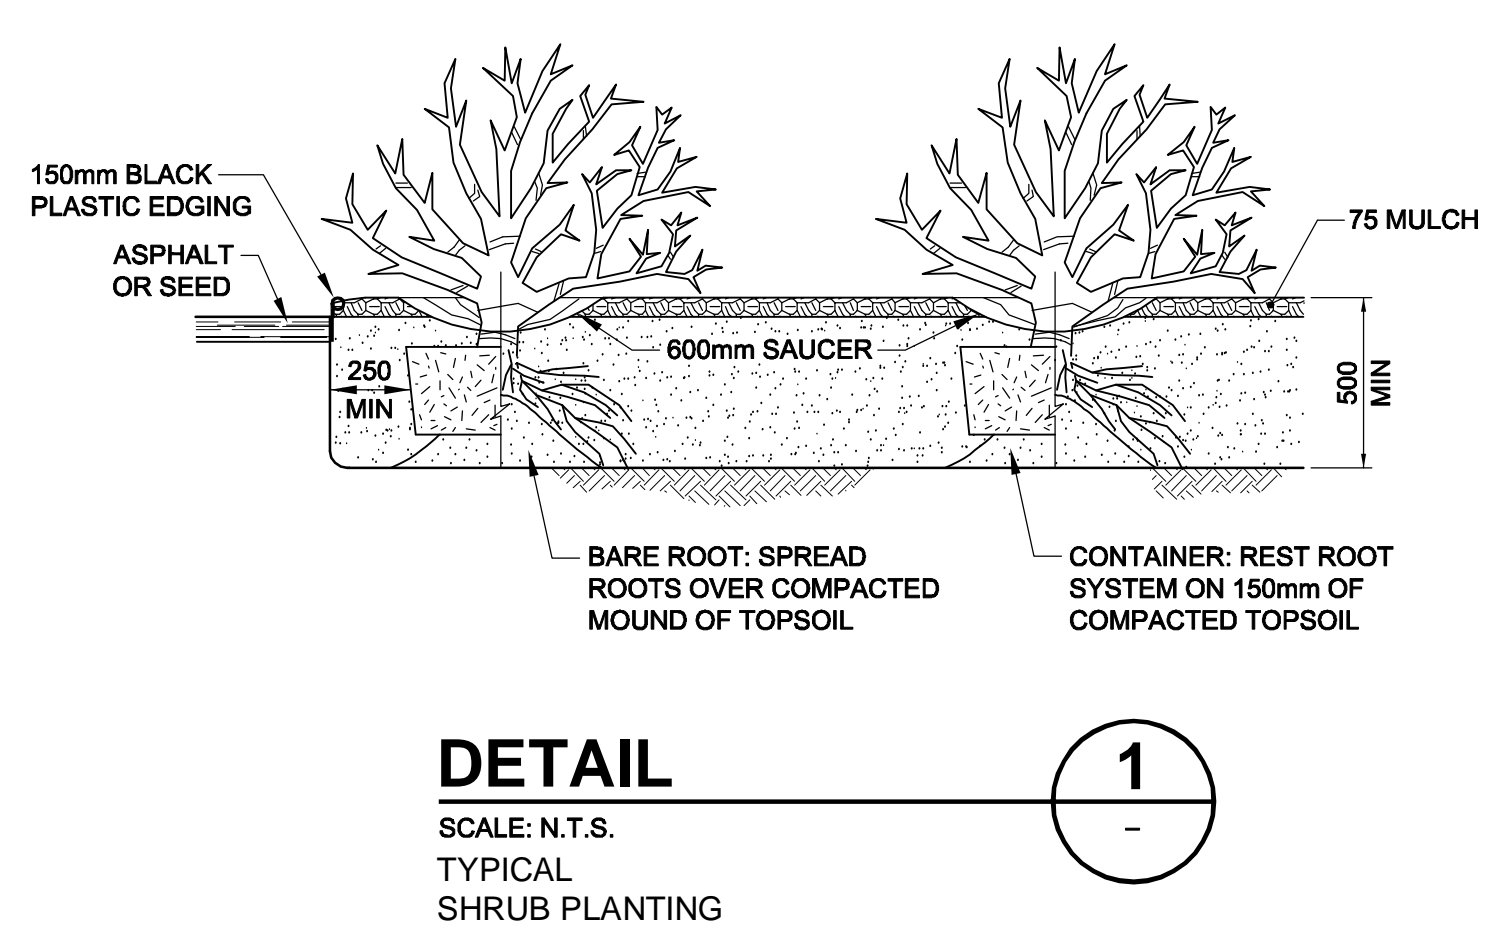 150mm BLACK
PLASTIC EDGING
ASPHALT
OR SEED
75 MULCH
600mm SAUCER
250
MIN
500
MIN
BARE ROOT: SPREAD
ROOTS OVER COMPACTED
MOUND OF TOPSOIL
CONTAINER: REST ROOT
SYSTEM ON 150mm OF
COMPACTED TOPSOIL
DETAIL
1
-
SCALE: N.T.S.
TYPICAL
SHRUB PLANTING